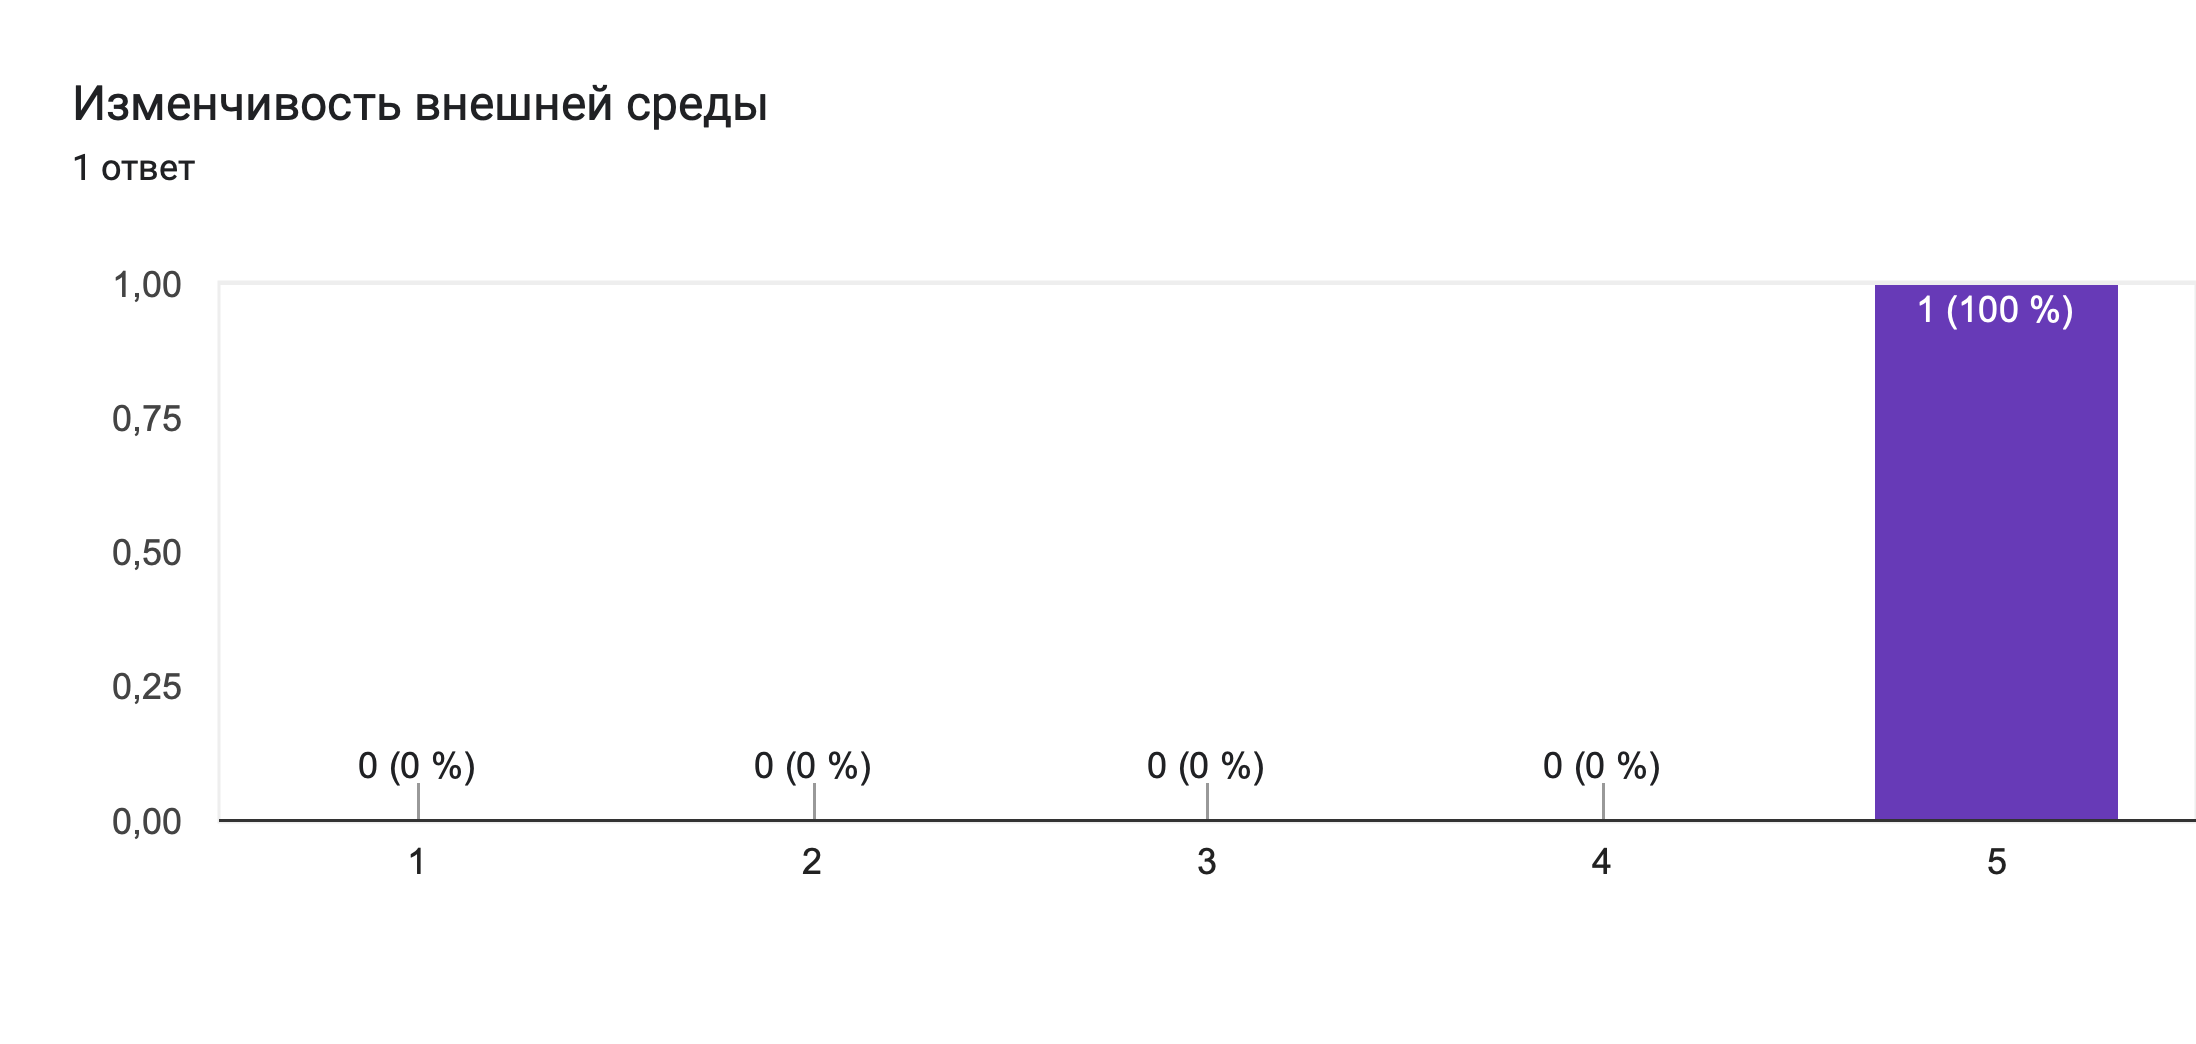 Изменчивость внешней среды
1 ответ
1,00
1 (100 %)
0,75
0,50
0,25
0 (0 %) 0 (0 %) 0 (0 %) 0 (0 %)
0,00
1 2 3 4 5